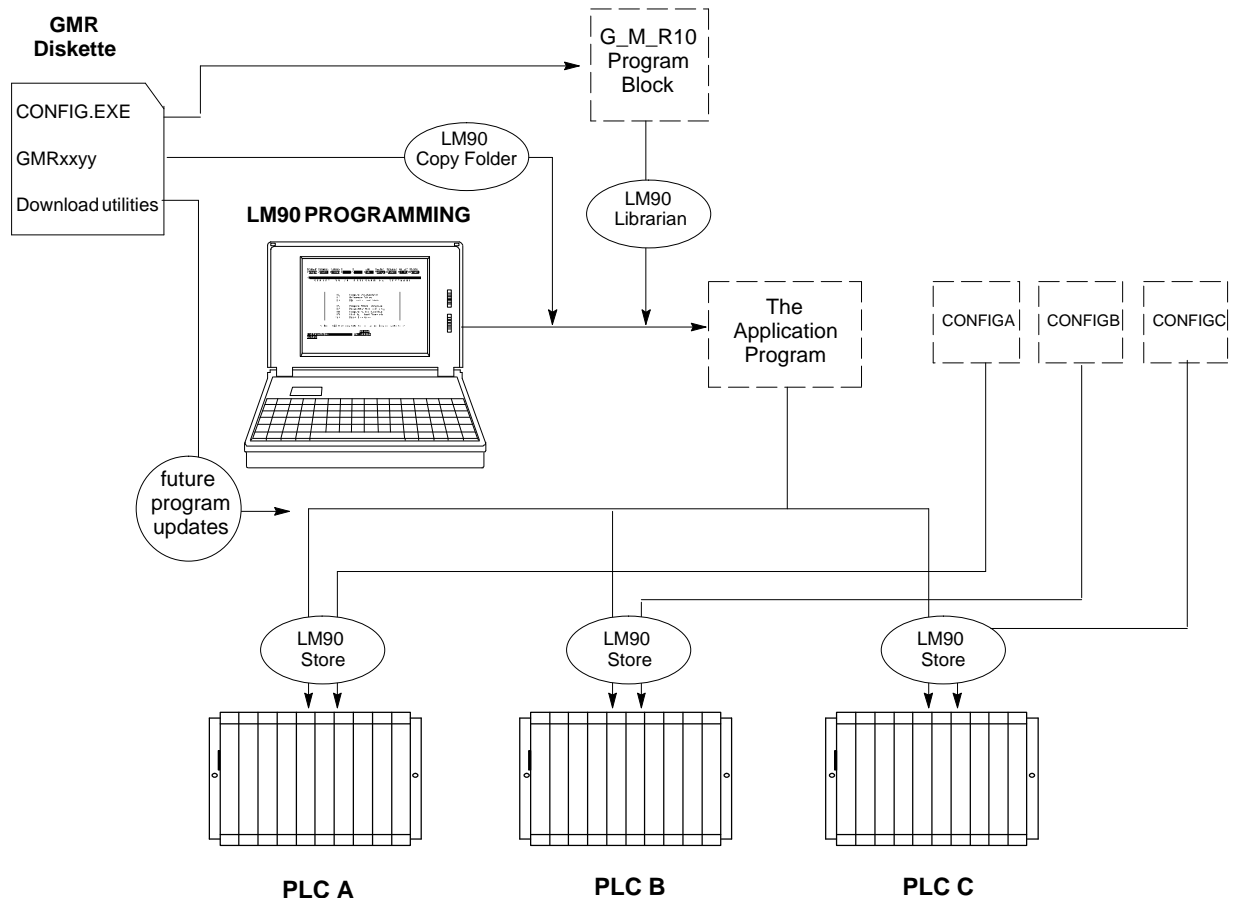 GMR
Diskette
CONFIG.EXE
GMRxxyy
Download utilities
G_M_R10
Program
Block
LM90
Copy Folder
LM90
Librarian
LM90 PROGRAMMING
The
Application
Program
CONFIGA
CONFIGB
CONFIGC
future
program
updates
LM90
Store
LM90
Store
LM90
Store
PLC A
PLC B
PLC C